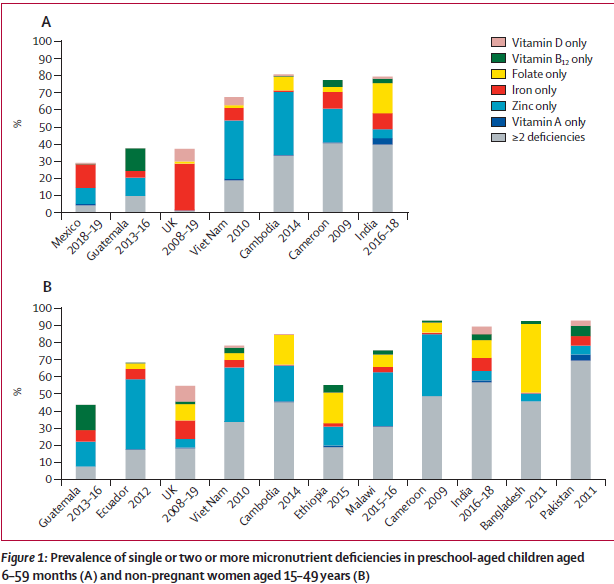 A
100
90
80
70
60
50
40
30
20
10
0
%
Mexico 2018–19
Guatemala 2013–16
UK 2008–19
Viet Nam 2010
Cambodia 2014
Cameroon 2009
India 2016–18
Vitamin D only
Vitamin B12 only
Folate only
Iron only
Zinc only
Vitamin A only
≥2 deficiencies
B
100
90
80
70
60
50
40
30
20
10
0
%
Guatemala 2013–16
Ecuador 2012
UK 2008–19
Viet Nam 2010
Cambodia 2014
Ethiopia 2015
Malawi 2015–16
Cameroon 2009
India 2016–18
Bangladesh 2011
Pakistan 2011
Figure 1: Prevalence of single or two or more micronutrient deficiencies in preschool-aged children aged
6–59 months (A) and non-pregnant women aged 15–49 years (B)